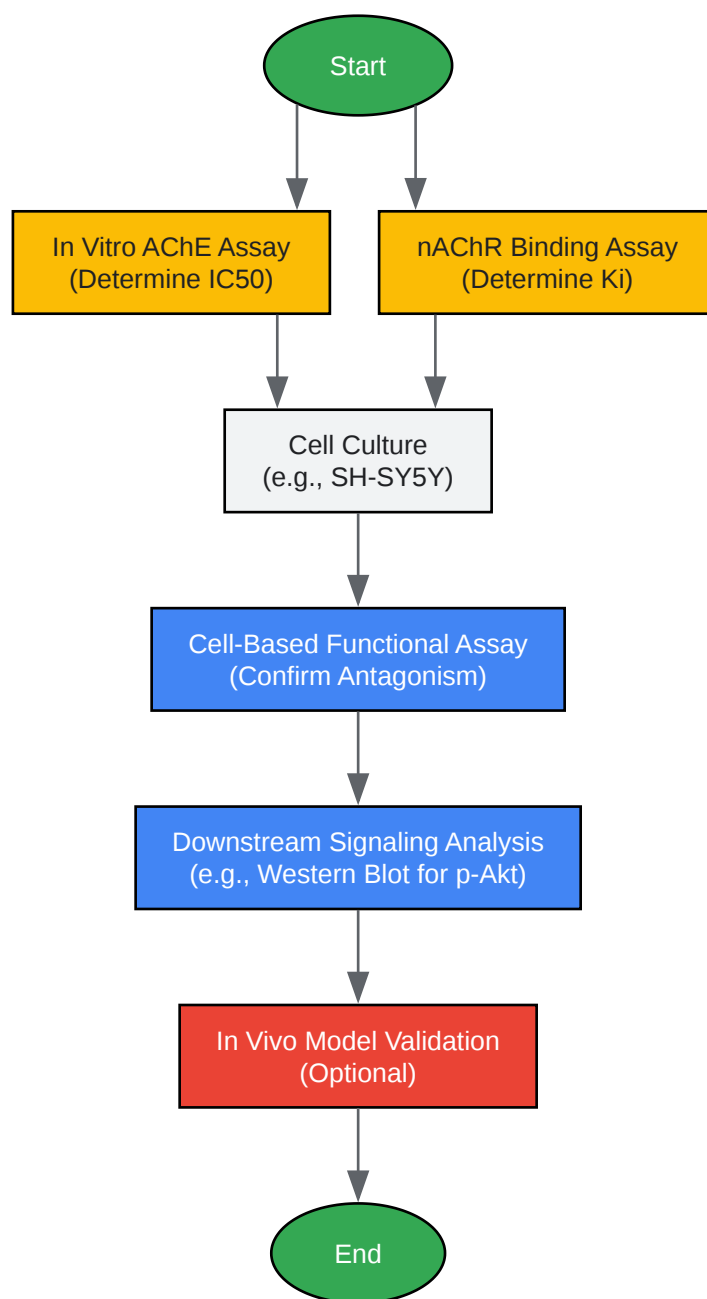 Start
In Vitro AChE Assay
(Determine IC50)
nAChR Binding Assay
(Determine Ki)
Cell Culture
(e.g., SH-SY5Y)
Cell-Based Functional Assay
(Confirm Antagonism)
Downstream Signaling Analysis
(e.g., Western Blot for p-Akt)
In Vivo Model Validation
(Optional)
End